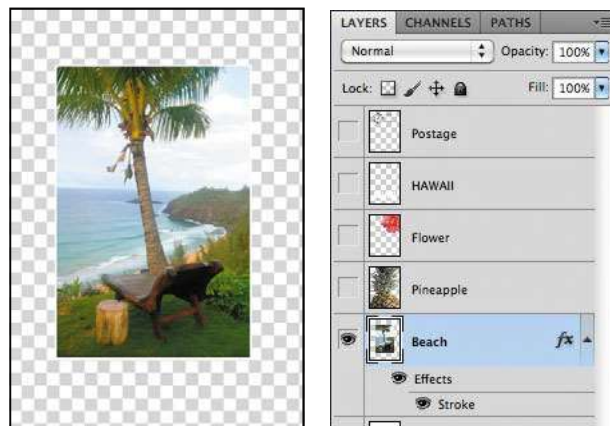 LAYERS CHANNELS PATHS
Normal Opacity: 100%
Lock: Fill: 100%
Postage
HAWAII
Flower
Pineapple
Beach fx
Effects
Stroke